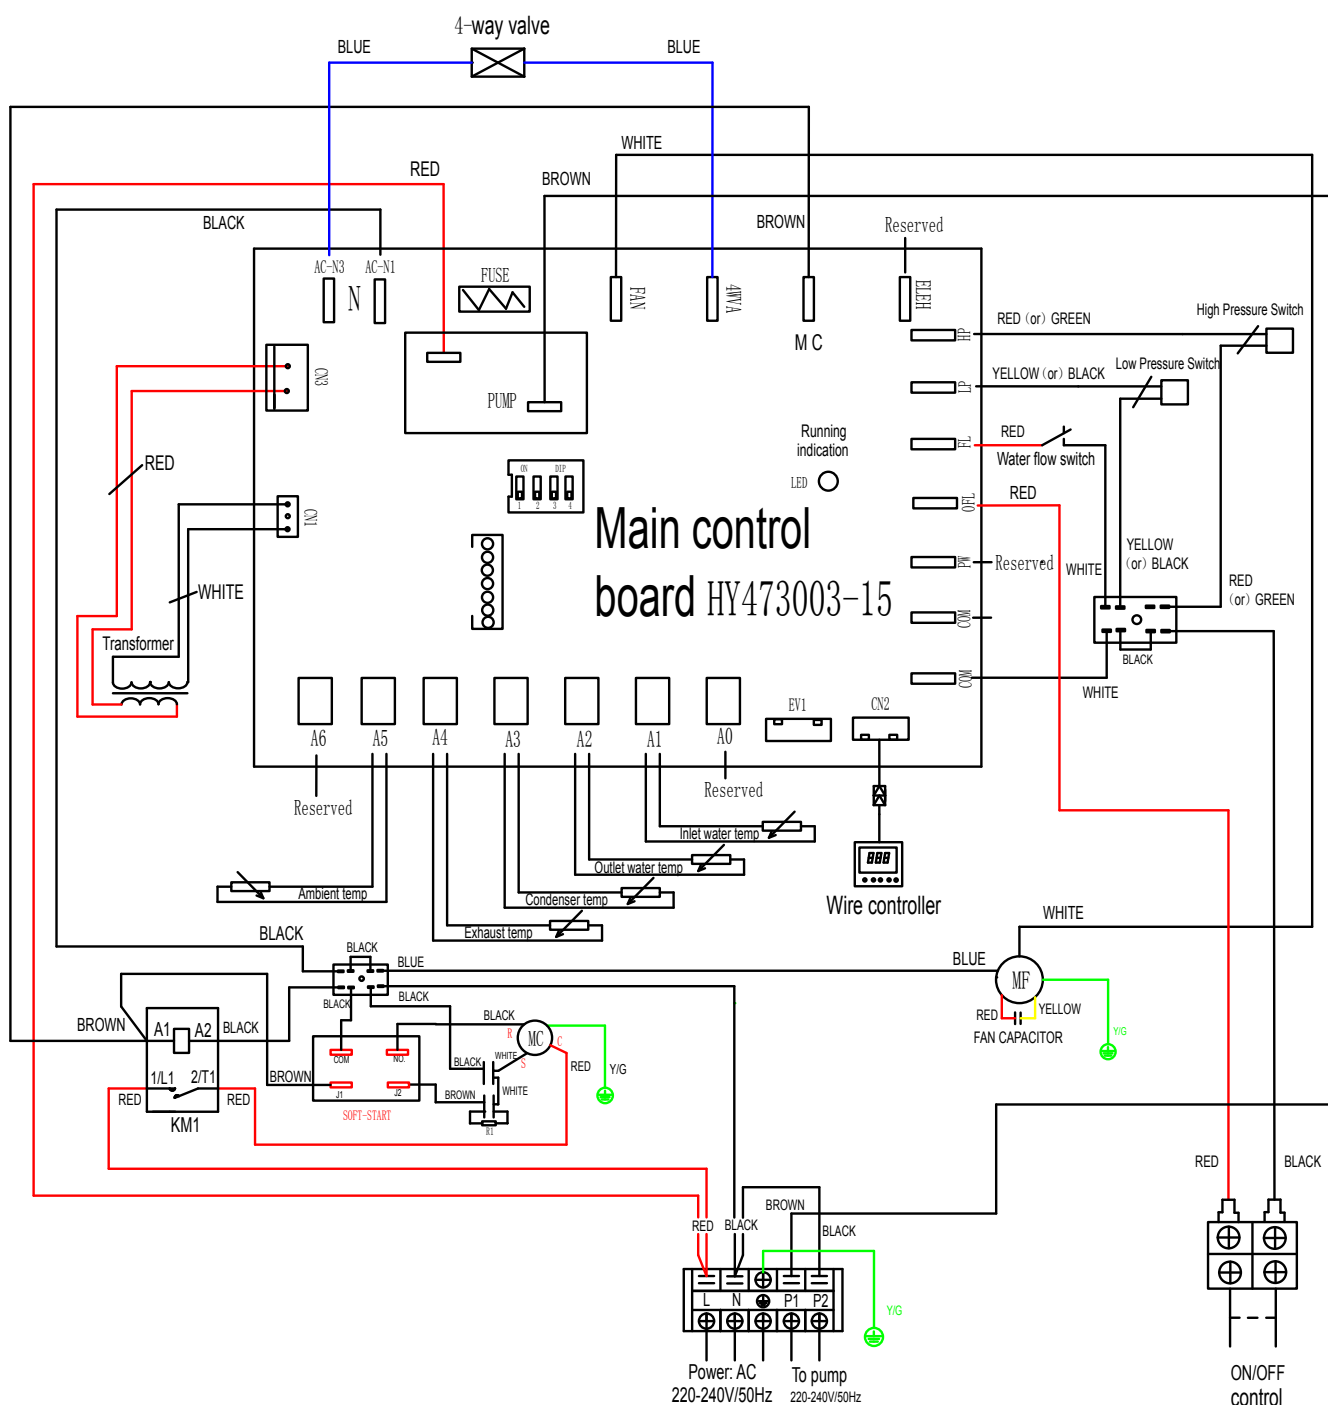 4-way valve
BLUE
BLUE
WHITE
RED
BROWN
BLACK
BROWN
Reserved
AC-N3
AC-N1
N
FUSE
FAN
4WVA
M C
ELEH
HP
RED (or) GREEN
High Pressure Switch
CN3
PUMP
LP
YELLOW (or) BLACK
Low Pressure Switch
Running
indication
LED
FL
RED
Water flow switch
RED
ON
DIP
1
2
3
4
OFL
RED
CN1
Main control
board HY473003-15
PW
Reserved
WHITE
YELLOW
(or) BLACK
RED
(or) GREEN
WHITE
COM
Transformer
BLACK
COM
WHITE
EV1
CN2
A6
A5
A4
A3
A2
A1
A0
Reserved
Reserved
Inlet water temp
Outlet water temp
Ambient temp
Condenser temp
Exhaust temp
888
Wire controller
WHITE
BLACK
BLACK
BLUE
BLUE
MF
BLACK
BLACK
RED
YELLOW
FAN CAPACITOR
Y/G
BROWN
A1
A2
BLACK
BLACK
R
MC
C
S
COM
NO.
BLACK
WHITE
RED
Y/G
1/L1
2/T1
BROWN
J1
J2
BROWN
WHITE
RED
RED
KM1
SOFT-START
R1
RED
BLACK
RED
BLACK
BROWN
BLACK
L
N
P1
P2
Y/G
Power: AC
220-240V/50Hz
To pump
220-240V/50Hz
ON/OFF
control